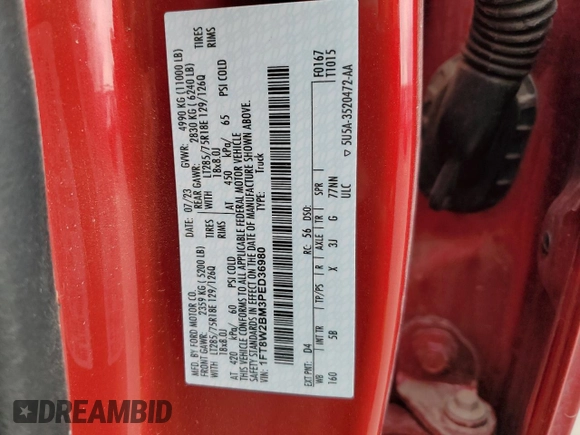 MFD. BY FORD MOTOR CO.
DATE: 07/23 GVWR: 4990 KG (11000 LB)
FRONT GAWR: 2359 KG (5200 LB) REAR GAWR: 2830 KG (6240 LB)
WITH LT285/75R18E 129/126Q TIRES WITH LT285/75R18E 129/126Q TIRES
18x8.0J RIMS 18x8.0J RIMS
AT 420 kPa/ 60 PSI COLD AT 450 kPa/ 65 PSI COLD
THIS VEHICLE CONFORMS TO ALL APPLICABLE FEDERAL MOTOR VEHICLE
SAFETY STANDARDS IN EFFECT ON THE DATE OF MANUFACTURE SHOWN ABOVE.
VIN: 1FT8W2BM3PED36980 TYPE: Truck
F0167
T1015
EXT PNT: D4 RC: 56 DSO:
WB INT TR TP/PS R AXLE TR SPR
160 5B X 3J G 77NN
ULC ▽ 5U5A-3520472-AA
DREAMBID